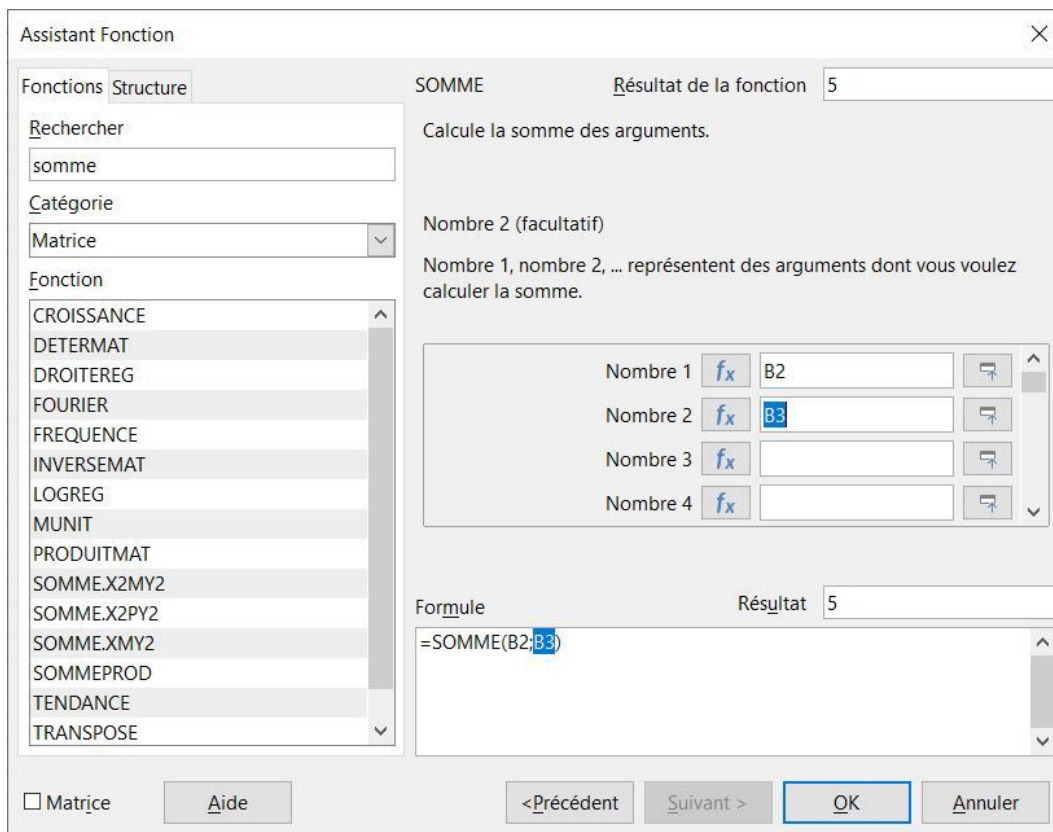 Assistant Fonction
Fonctions Structure
Rechercher
somme
Catégorie
Matrice
Fonction
CROISSANCE
DETERMAT
DROITEREG
FOURIER
FREQUENCE
INVERSEMAT
LOGREG
MUNIT
PRODUITMAT
SOMME.X2MY2
SOMME.X2PY2
SOMME.XMY2
SOMMEPROD
TENDANCE
TRANSPOSE
SOMME Résultat de la fonction 5
Calcule la somme des arguments.
Nombre 2 (facultatif)
Nombre 1, nombre 2, ... représentent des arguments dont vous voulez
calculer la somme.
Nombre 1 fx B2
Nombre 2 fx B3
Nombre 3 fx
Nombre 4 fx
Formule Résultat 5
=SOMME(B2;B3)
Matrice Aide <Précédent Suivant > OK Annuler